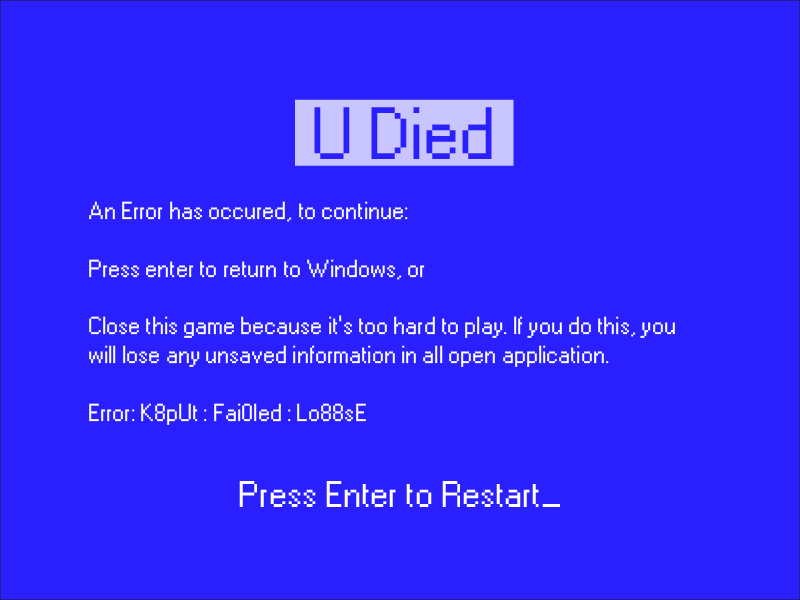 U Died
An Error has occured, to continue:
Press enter to return to Windows, or
Close this game because it's too hard to play. If you do this, you
will lose any unsaved information in all open application.
Error: K8pUt : Fai0led : Lo88sE
Press Enter to Restart_